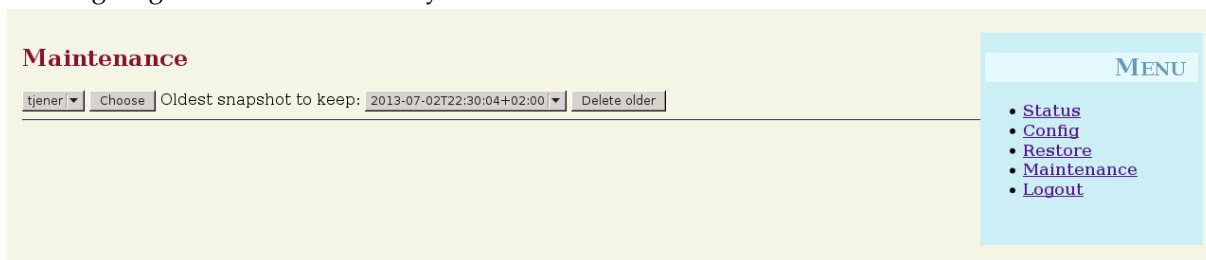 Maintenance
tjener Choose Oldest snapshot to keep: 2013-07-02T22:30:04+02:00 Delete older
MENU
Status
Config
Restore
Maintenance
Logout